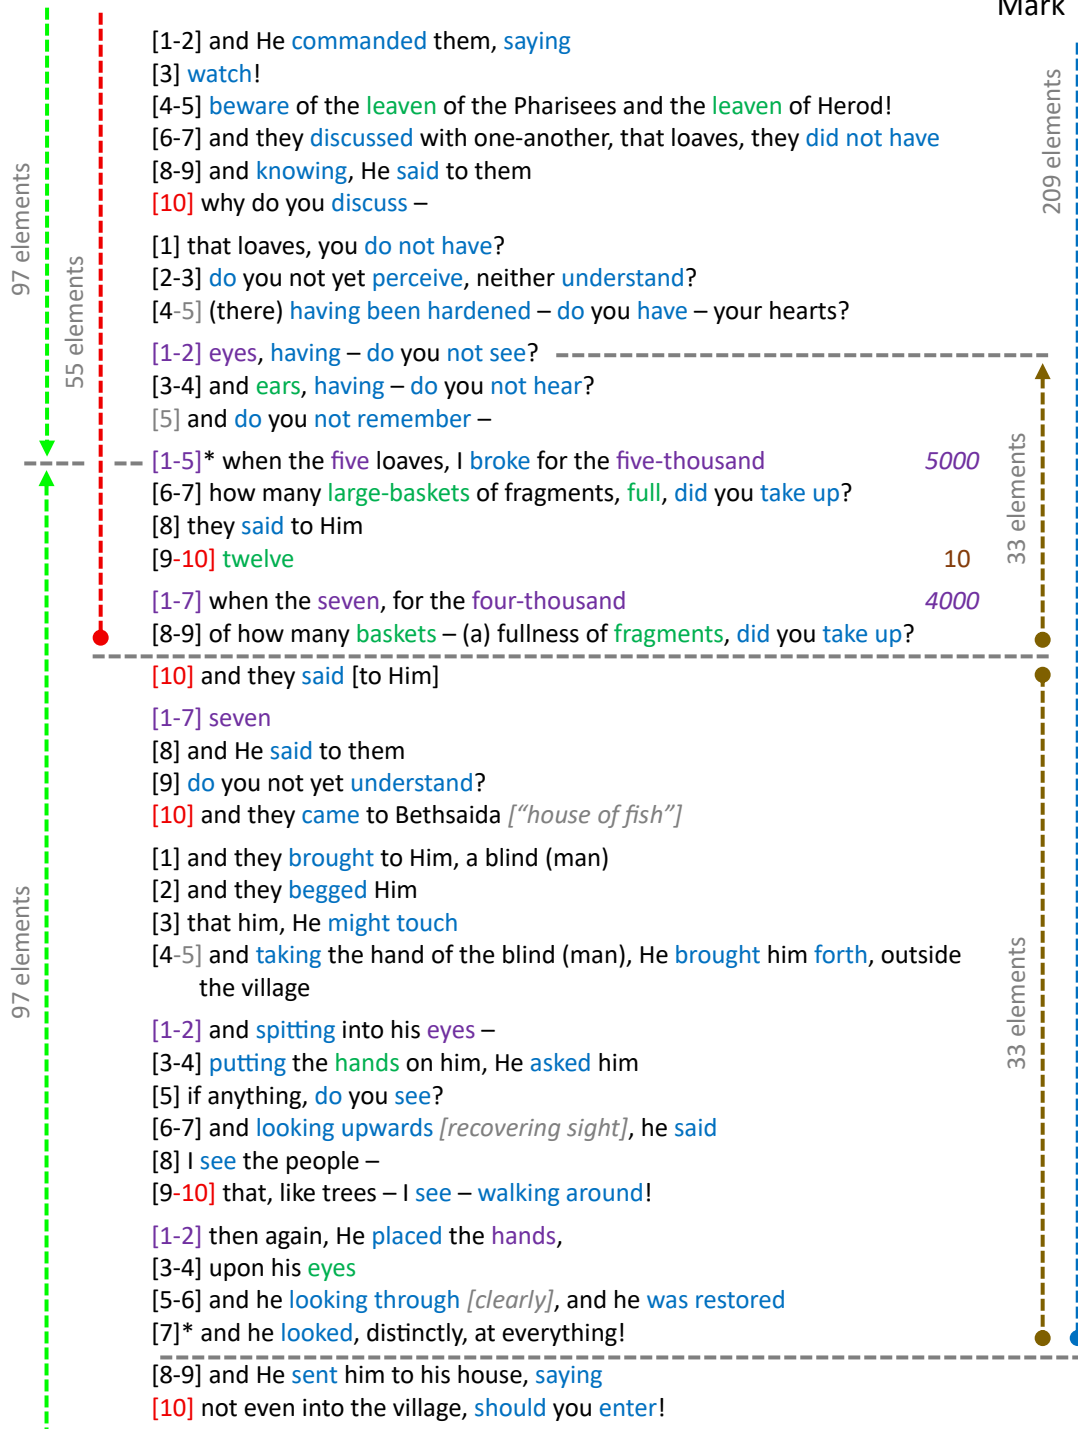 Mark
[1-2] and He commanded them, saying
[3] watch!
[4-5] beware of the leaven of the Pharisees and the leaven of Herod!
[6-7] and they discussed with one-another, that loaves, they did not have
[8-9] and knowing, He said to them
[10] why do you discuss –
[1] that loaves, you do not have?
[2-3] do you not yet perceive, neither understand?
[4-5] (there) having been hardened – do you have – your hearts?
[1-2] eyes, having – do you not see?
[3-4] and ears, having – do you not hear?
[5] and do you not remember –
[1-5]* when the five loaves, I broke for the five-thousand 5000
[6-7] how many large-baskets of fragments, full, did you take up?
[8] they said to Him
[9-10] twelve 10
[1-7] when the seven, for the four-thousand 4000
[8-9] of how many baskets – (a) fullness of fragments, did you take up?
[10] and they said [to Him]
[1-7] seven
[8] and He said to them
[9] do you not yet understand?
[10] and they came to Bethsaida ["house of fish"]
[1] and they brought to Him, a blind (man)
[2] and they begged Him
[3] that him, He might touch
[4-5] and taking the hand of the blind (man), He brought him forth, outside
the village
[1-2] and spitting into his eyes –
[3-4] putting the hands on him, He asked him
[5] if anything, do you see?
[6-7] and looking upwards [recovering sight], he said
[8] I see the people –
[9-10] that, like trees – I see – walking around!
[1-2] then again, He placed the hands,
[3-4] upon his eyes
[5-6] and he looking through [clearly], and he was restored
[7]* and he looked, distinctly, at everything!
[8-9] and He sent him to his house, saying
[10] not even into the village, should you enter!
97 elements
55 elements
97 elements
209 elements
33 elements
33 elements